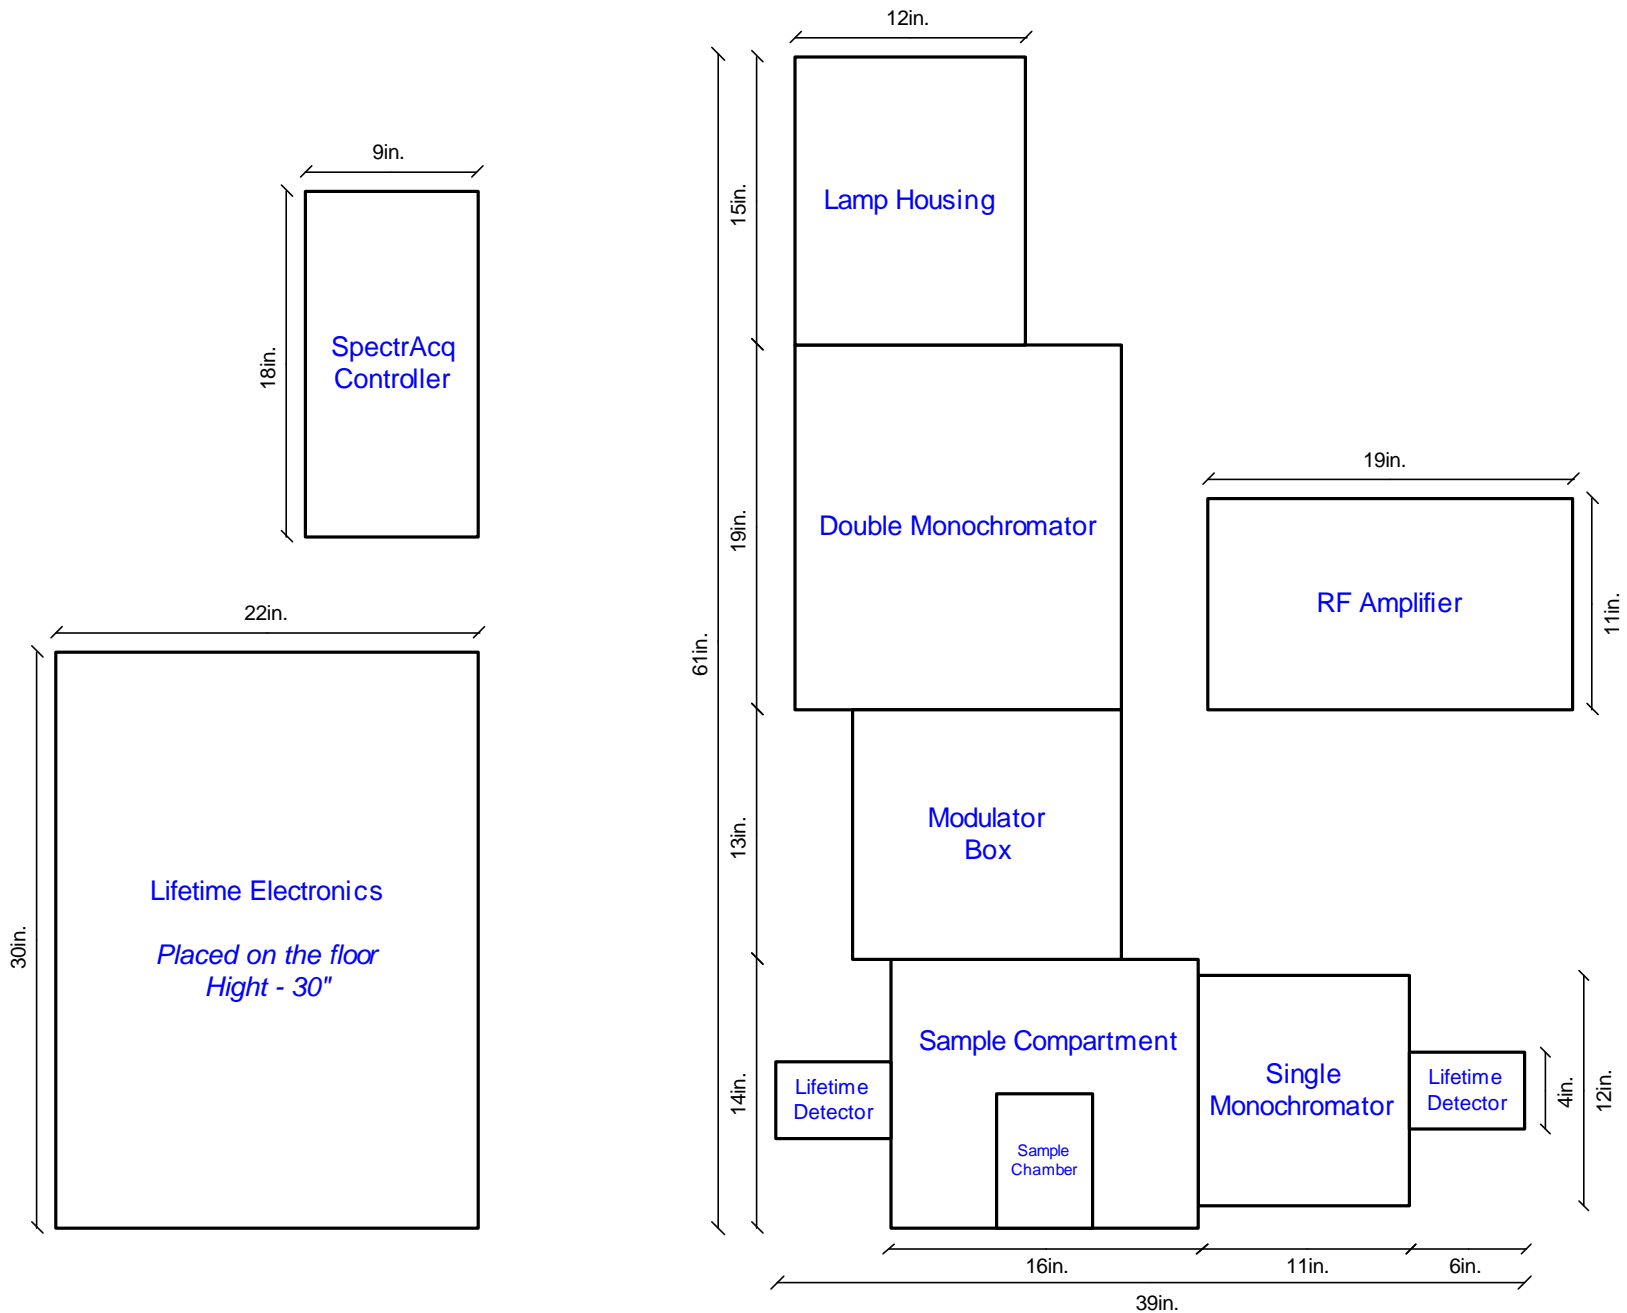 12in.
9in.
15in.
Lamp Housing
SpectrAcq
Controller
18in.
19in.
19in.
Double Monochromator
RF Amplifier
11in.
22in.
61in.
Modulator
Box
13in.
Lifetime Electronics
Placed on the floor
Hight - 30"
30in.
Sample Compartment
Single
Monochromator
Lifetime
Detector
Lifetime
Detector
14in.
4in.
12in.
Sample
Chamber
16in.
11in.
6in.
39in.